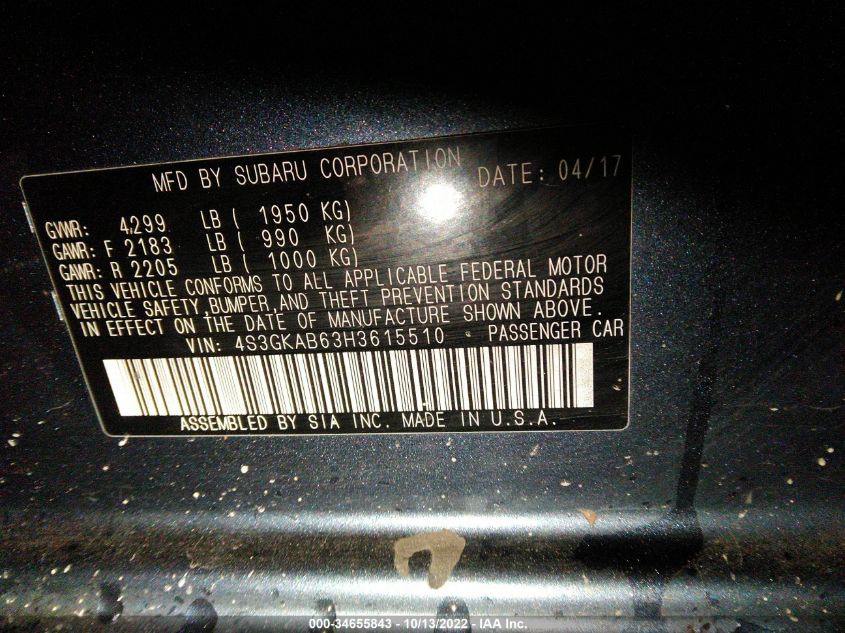 MFD BY SUBARU CORPORATION DATE: 04/17
GVWR: 4299 LB ( 1950 KG)
GAWR: F 2183 LB ( 990 KG)
GAWR: R 2205 LB ( 1000 KG)
THIS VEHICLE CONFORMS TO ALL APPLICABLE FEDERAL MOTOR
VEHICLE SAFETY, BUMPER, AND THEFT PREVENTION STANDARDS
IN EFFECT ON THE DATE OF MANUFACTURE SHOWN ABOVE.
VIN: 4S3GKAB63H3615510 PASSENGER CAR
ASSEMBLED BY SIA INC. MADE IN U.S.A.
000-34655843 - 10/13/2022 - IAA Inc.